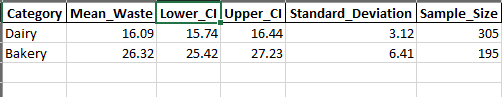 Category Mean_Waste Lower_CI Upper_CI Standard_Deviation Sample_Size
Dairy 16.09 15.74 16.44 3.12 305
Bakery 26.32 25.42 27.23 6.41 195